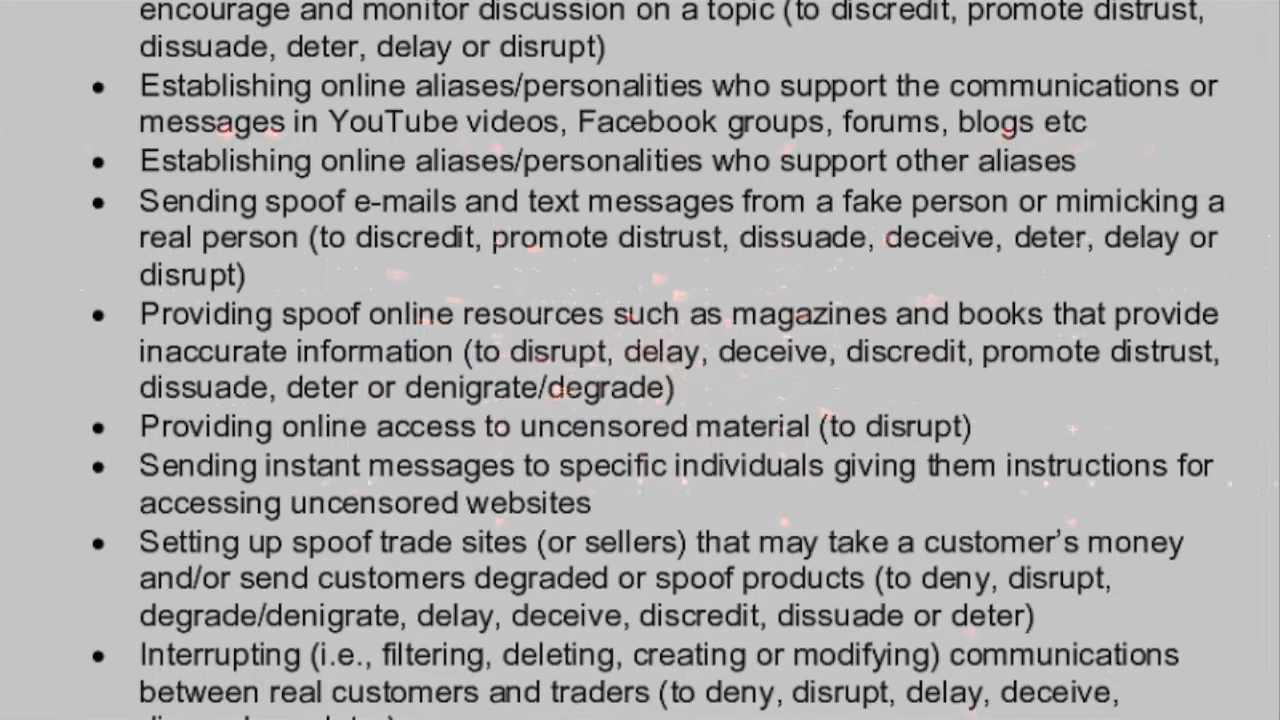 encourage and monitor discussion on a topic (to discredit, promote distrust,
dissuade, deter, delay or disrupt)
• Establishing online aliases/personalities who support the communications or
messages in YouTube videos, Facebook groups, forums, blogs etc
• Establishing online aliases/personalities who support other aliases
• Sending spoof e-mails and text messages from a fake person or mimicking a
real person (to discredit, promote distrust, dissuade, deceive, deter, delay or
disrupt)
• Providing spoof online resources such as magazines and books that provide
inaccurate information (to disrupt, delay, deceive, discredit, promote distrust,
dissuade, deter or denigrate/degrade)
• Providing online access to uncensored material (to disrupt)
• Sending instant messages to specific individuals giving them instructions for
accessing uncensored websites
• Setting up spoof trade sites (or sellers) that may take a customer's money
and/or send customers degraded or spoof products (to deny, disrupt,
degrade/denigrate, delay, deceive, discredit, dissuade or deter)
• Interrupting (i.e., filtering, deleting, creating or modifying) communications
between real customers and traders (to deny, disrupt, delay, deceive,